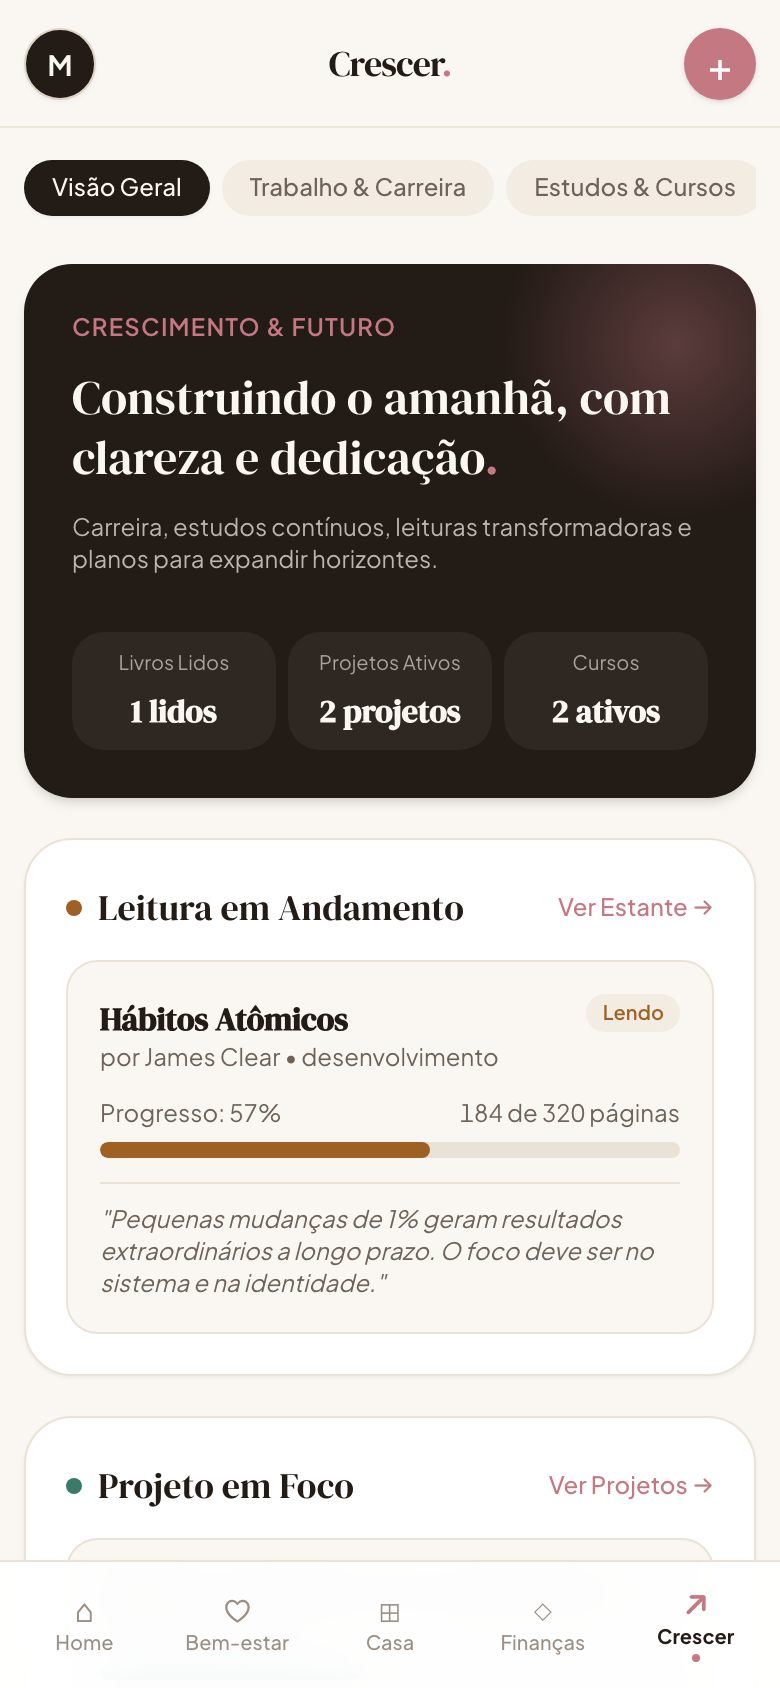 M
Crescer.
+
Visão Geral
Trabalho & Carreira
Estudos & Cursos
CRESCIMENTO & FUTURO
Construindo o amanhã, com
clareza e dedicação.
Carreira, estudos contínuos, leituras transformadoras e
planos para expandir horizontes.
Livros Lidos
1 lidos
Projetos Ativos
2 projetos
Cursos
2 ativos
Leitura em Andamento
Ver Estante →
Hábitos Atômicos
Lendo
por James Clear • desenvolvimento
Progresso: 57%
184 de 320 páginas
"Pequenas mudanças de 1% geram resultados
extraordinários a longo prazo. O foco deve ser no
sistema e na identidade."
Projeto em Foco
Ver Projetos →
Home
Bem-estar
Casa
Finanças
Crescer